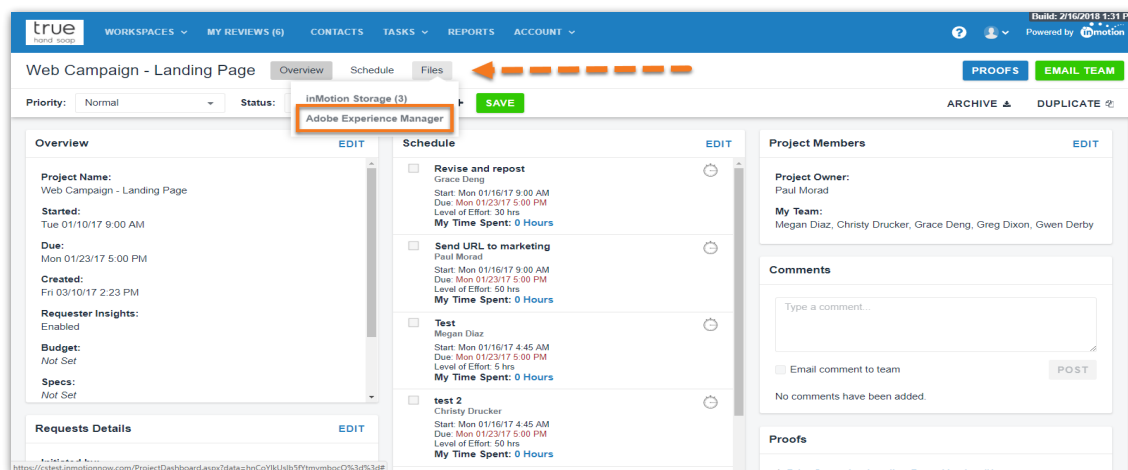 Build: 2/16/2018 1:31 P
true
hand soap
WORKSPACES
MY REVIEWS (6)
CONTACTS
TASKS
REPORTS
ACCOUNT
?
Powered by inmotion
Web Campaign - Landing Page
Overview
Schedule
Files
PROOFS
EMAIL TEAM
Priority:
Normal
Status:
SAVE
ARCHIVE
DUPLICATE
inMotion Storage (3)
Adobe Experience Manager
Overview
EDIT
Project Name:
Web Campaign - Landing Page
Started:
Tue 01/10/17 9:00 AM
Due:
Mon 01/23/17 5:00 PM
Created:
Fri 03/10/17 2:23 PM
Requester Insights:
Enabled
Budget:
Not Set
Specs:
Not Set
Requests Details
EDIT
Schedule
EDIT
Revise and repost
Grace Deng
Start: Mon 01/16/17 9:00 AM
Due: Mon 01/23/17 5:00 PM
Level of Effort: 30 hrs
My Time Spent: 0 Hours
Send URL to marketing
Paul Morad
Start: Mon 01/16/17 9:00 AM
Due: Mon 01/23/17 5:00 PM
Level of Effort: 50 hrs
My Time Spent: 0 Hours
Test
Megan Diaz
Start: Mon 01/16/17 4:45 AM
Due: Mon 01/23/17 5:00 PM
Level of Effort: 5 hrs
My Time Spent: 0 Hours
test 2
Christy Drucker
Start: Mon 01/16/17 4:45 AM
Due: Mon 01/23/17 5:00 PM
Level of Effort: 50 hrs
My Time Spent: 0 Hours
Project Members
EDIT
Project Owner:
Paul Morad
My Team:
Megan Diaz, Christy Drucker, Grace Deng, Greg Dixon, Gwen Derby
Comments
Type a comment...
Email comment to team
POST
No comments have been added.
Proofs